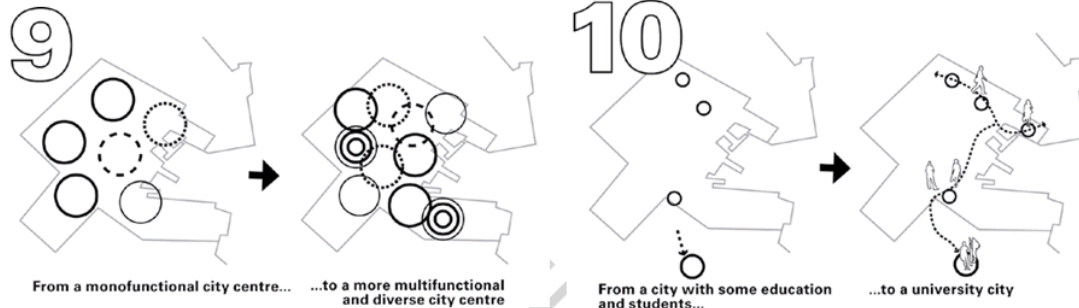 9
From a monofunctional city centre...
...to a more multifunctional
and diverse city centre
10
From a city with some education
and students...
...to a university city